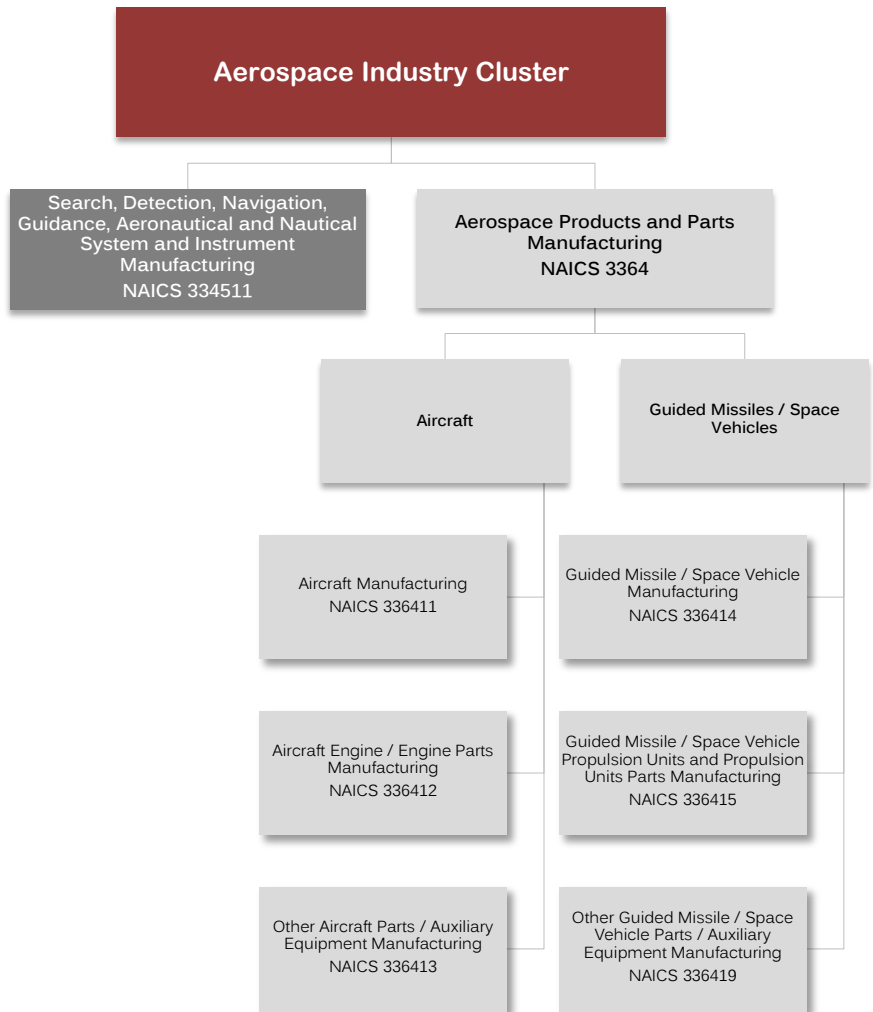 Aerospace Industry Cluster
Search, Detection, Navigation,
Guidance, Aeronautical and Nautical
System and Instrument
Manufacturing
NAICS 334511
Aerospace Products and Parts
Manufacturing
NAICS 3364
Aircraft
Guided Missiles / Space
Vehicles
Aircraft Manufacturing
NAICS 336411
Guided Missile / Space Vehicle
Manufacturing
NAICS 336414
Aircraft Engine / Engine Parts
Manufacturing
NAICS 336412
Guided Missile / Space Vehicle
Propulsion Units and Propulsion
Units Parts Manufacturing
NAICS 336415
Other Aircraft Parts / Auxiliary
Equipment Manufacturing
NAICS 336413
Other Guided Missile / Space
Vehicle Parts / Auxiliary
Equipment Manufacturing
NAICS 336419